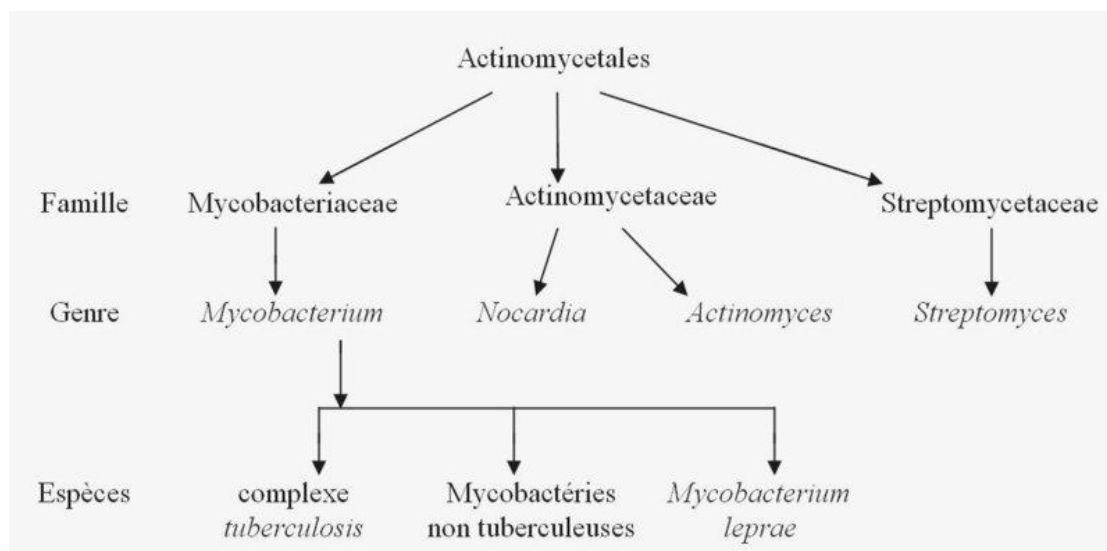 Actinomycetales
Famille Mycobacteriaceae Actinomycetaceae Streptomycetaceae
Genre Mycobacterium Nocardia Actinomyces Streptomyces
Espèces complexe Mycobactéries Mycobacterium
tuberculosis non tuberculeuses leprae